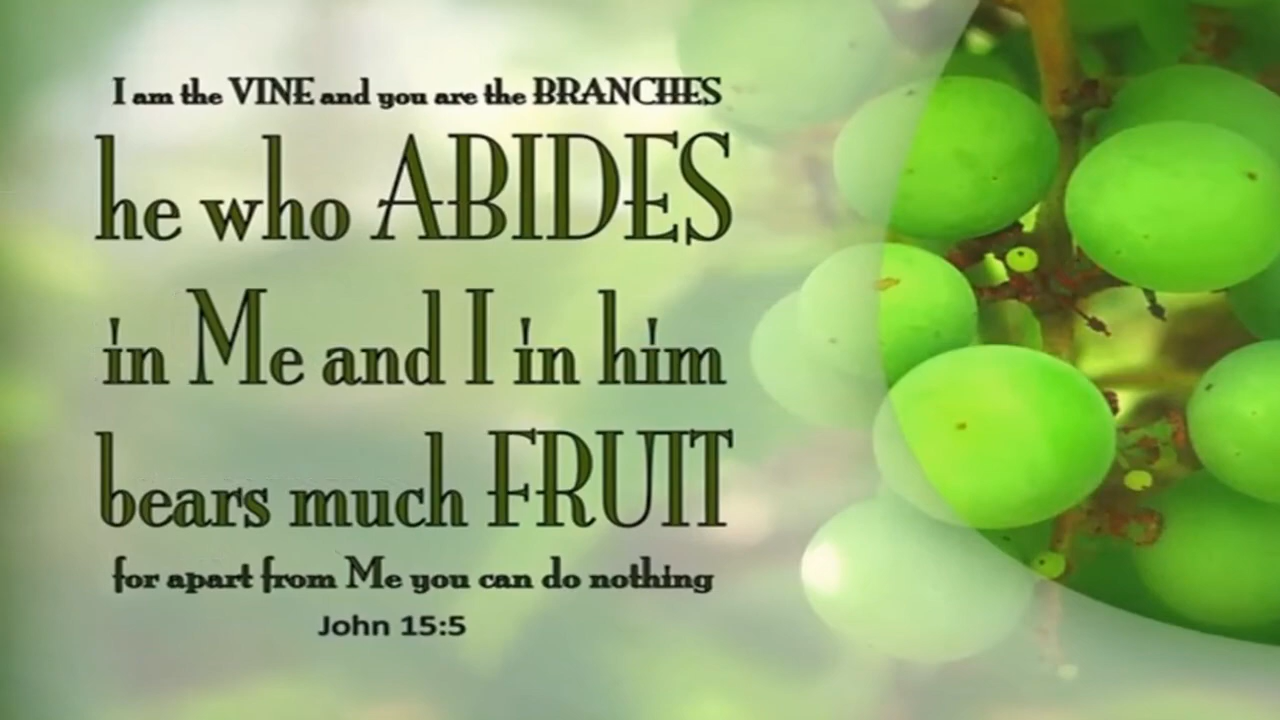 I am the VINE and you are the BRANCHES
he who ABIDES
in Me and I in him
bears much FRUIT
for apart from Me you can do nothing
John 15:5